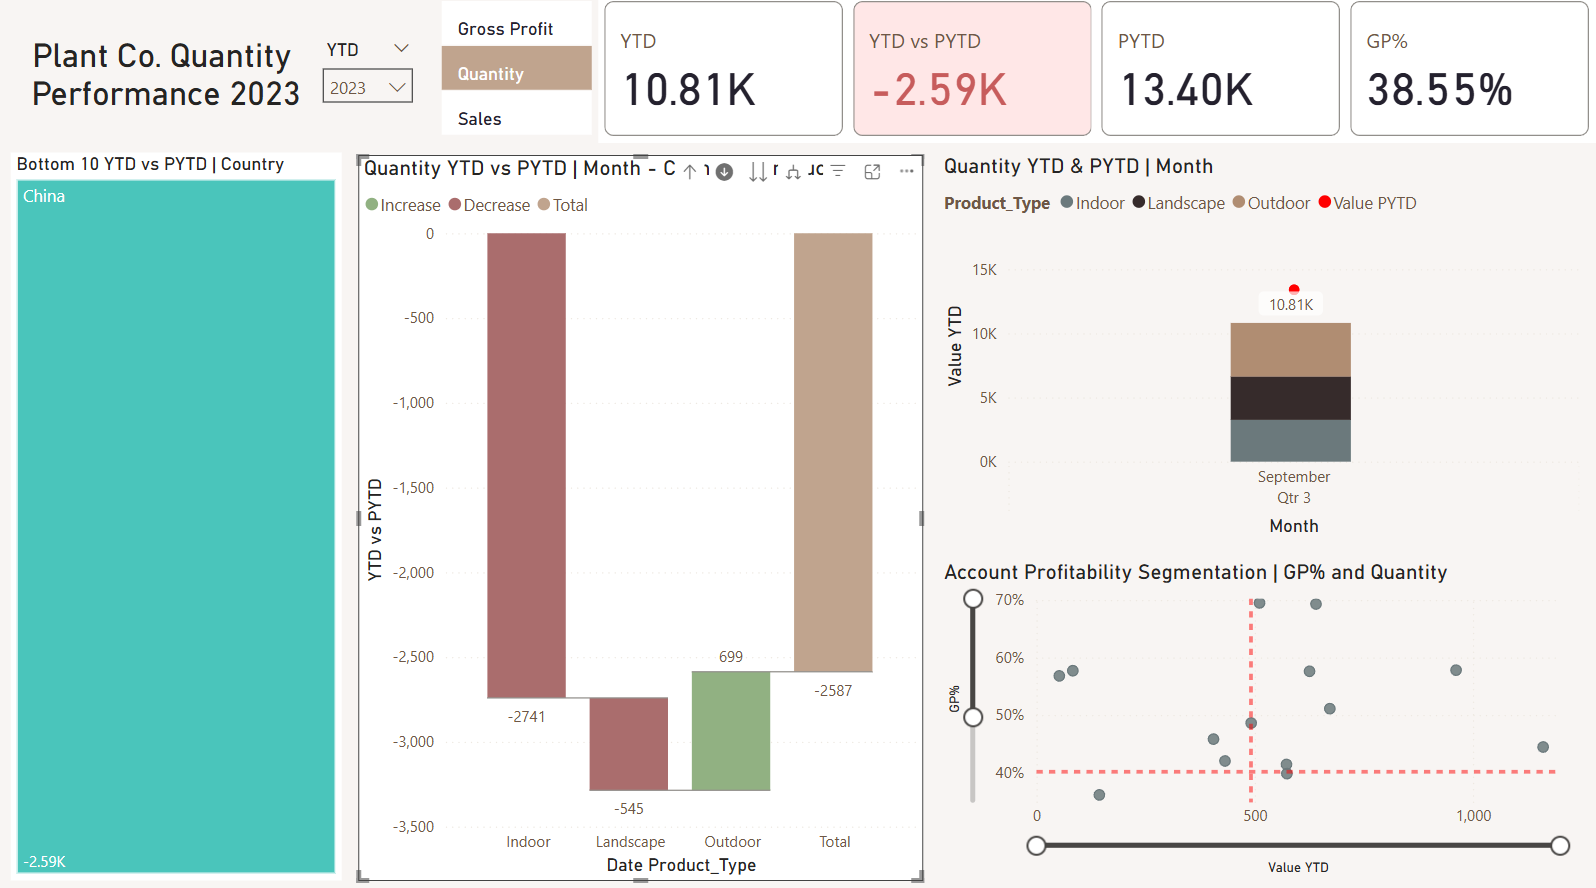 Plant Co. Quantity
Performance 2023
YTD
2023
Gross Profit
Quantity
Sales
YTD
10.81K
YTD vs PYTD
-2.59K
PYTD
13.40K
GP%
38.55%
Bottom 10 YTD vs PYTD | Country
China
-2.59K
Quantity YTD vs PYTD | Month - C
Increase
Decrease
Total
YTD vs PYTD
0
-500
-1,000
-1,500
-2,000
-2,500
-3,000
-3,500
-2741
-545
699
-2587
Indoor
Landscape
Outdoor
Total
Date Product_Type
Quantity YTD & PYTD | Month
Product_Type
Indoor
Landscape
Outdoor
Value PYTD
Value YTD
15K
10K
5K
0K
10.81K
September
Qtr 3
Month
Account Profitability Segmentation | GP% and Quantity
GP%
70%
60%
50%
40%
0
500
1,000
Value YTD